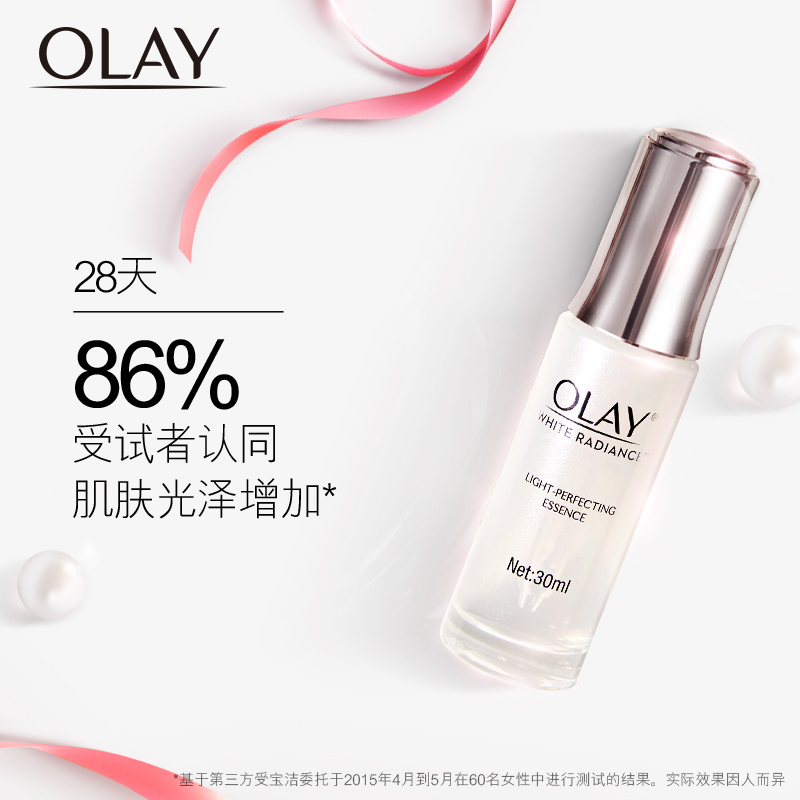 OLAY
28天
86%
受试者认同
肌肤光泽增加*
OLAY®
WHITE RADIANCE™
LIGHT-PERFECTING
ESSENCE
Net:30ml
*基于第三方受宝洁委托于2015年4月到5月在60名女性中进行测试的结果。实际效果因人而异